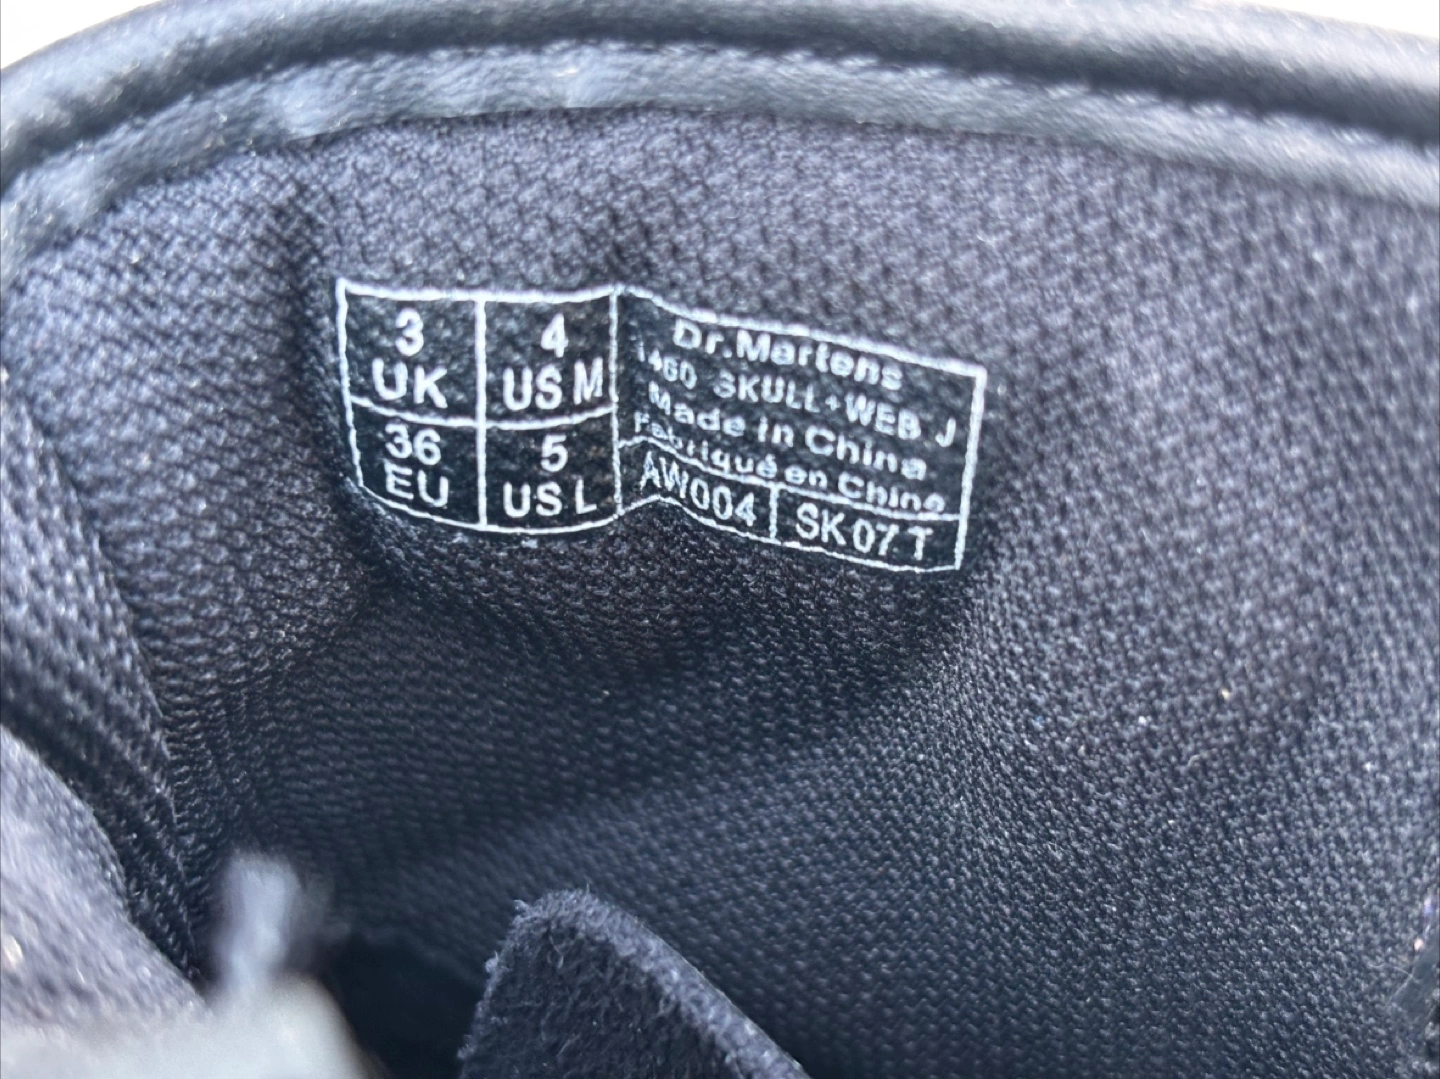 3
UK
4
US M
36
EU
5
US L
Dr.Martens
1460 SKULL+WEB J
Made in China
Fabriqué en Chine
AW004
SK07T